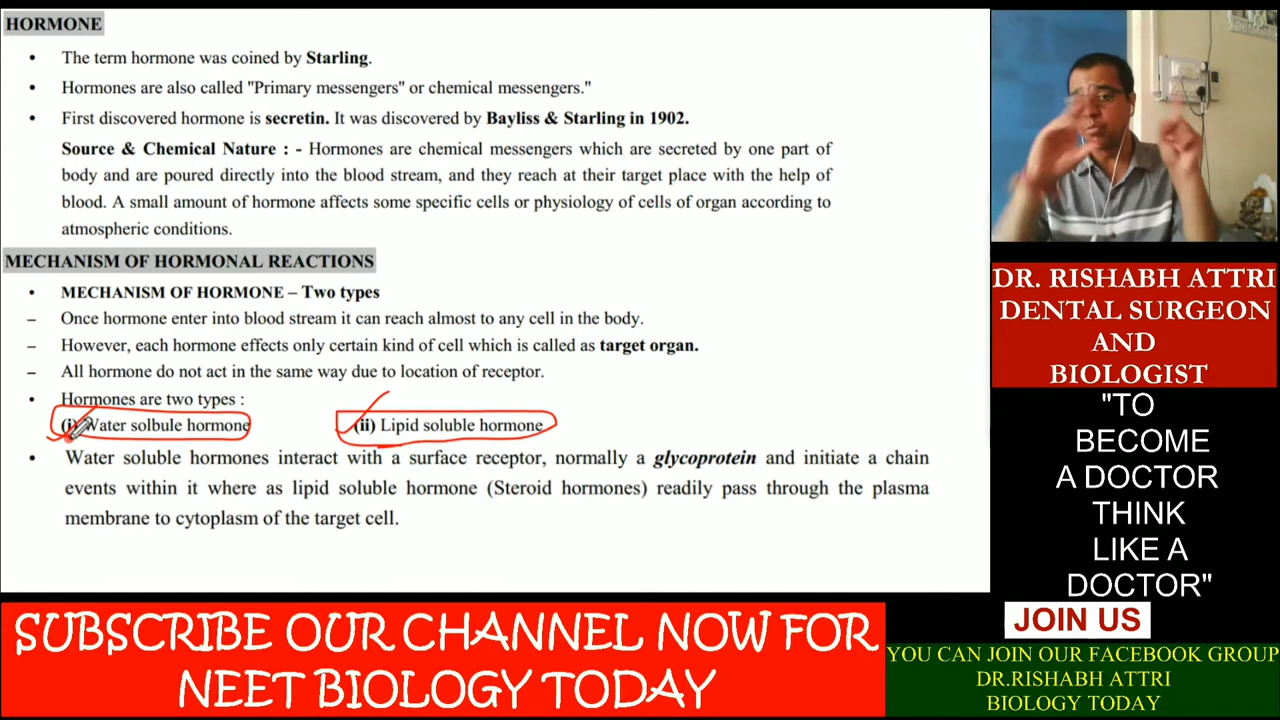 HORMONE
• The term hormone was coined by Starling.
• Hormones are also called "Primary messengers" or chemical messengers."
• First discovered hormone is secretin. It was discovered by Bayliss & Starling in 1902.
Source & Chemical Nature : - Hormones are chemical messengers which are secreted by one part of
body and are poured directly into the blood stream, and they reach at their target place with the help of
blood. A small amount of hormone affects some specific cells or physiology of cells of organ according to
atmospheric conditions.
MECHANISM OF HORMONAL REACTIONS
• MECHANISM OF HORMONE – Two types
– Once hormone enter into blood stream it can reach almost to any cell in the body.
– However, each hormone effects only certain kind of cell which is called as target organ.
– All hormone do not act in the same way due to location of receptor.
• Hormones are two types :
(i) Water solbule hormone (ii) Lipid soluble hormone
• Water soluble hormones interact with a surface receptor, normally a glycoprotein and initiate a chain
events within it where as lipid soluble hormone (Steroid hormones) readily pass through the plasma
membrane to cytoplasm of the target cell.
DR. RISHABH ATTRI
DENTAL SURGEON
AND
BIOLOGIST
"TO
BECOME
A DOCTOR
THINK
LIKE A
DOCTOR"
JOIN US
YOU CAN JOIN OUR FACEBOOK GROUP
DR.RISHABH ATTRI
BIOLOGY TODAY
SUBSCRIBE OUR CHANNEL NOW FOR
NEET BIOLOGY TODAY